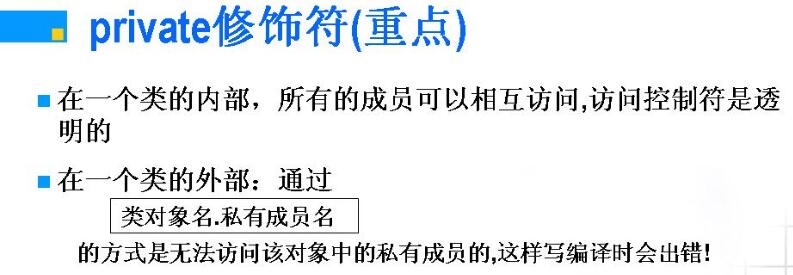 private修饰符(重点)
在一个类的内部，所有的成员可以相互访问,访问控制符是透
明的
在一个类的外部：通过
类对象名.私有成员名
的方式是无法访问该对象中的私有成员的,这样写编译时会出错!